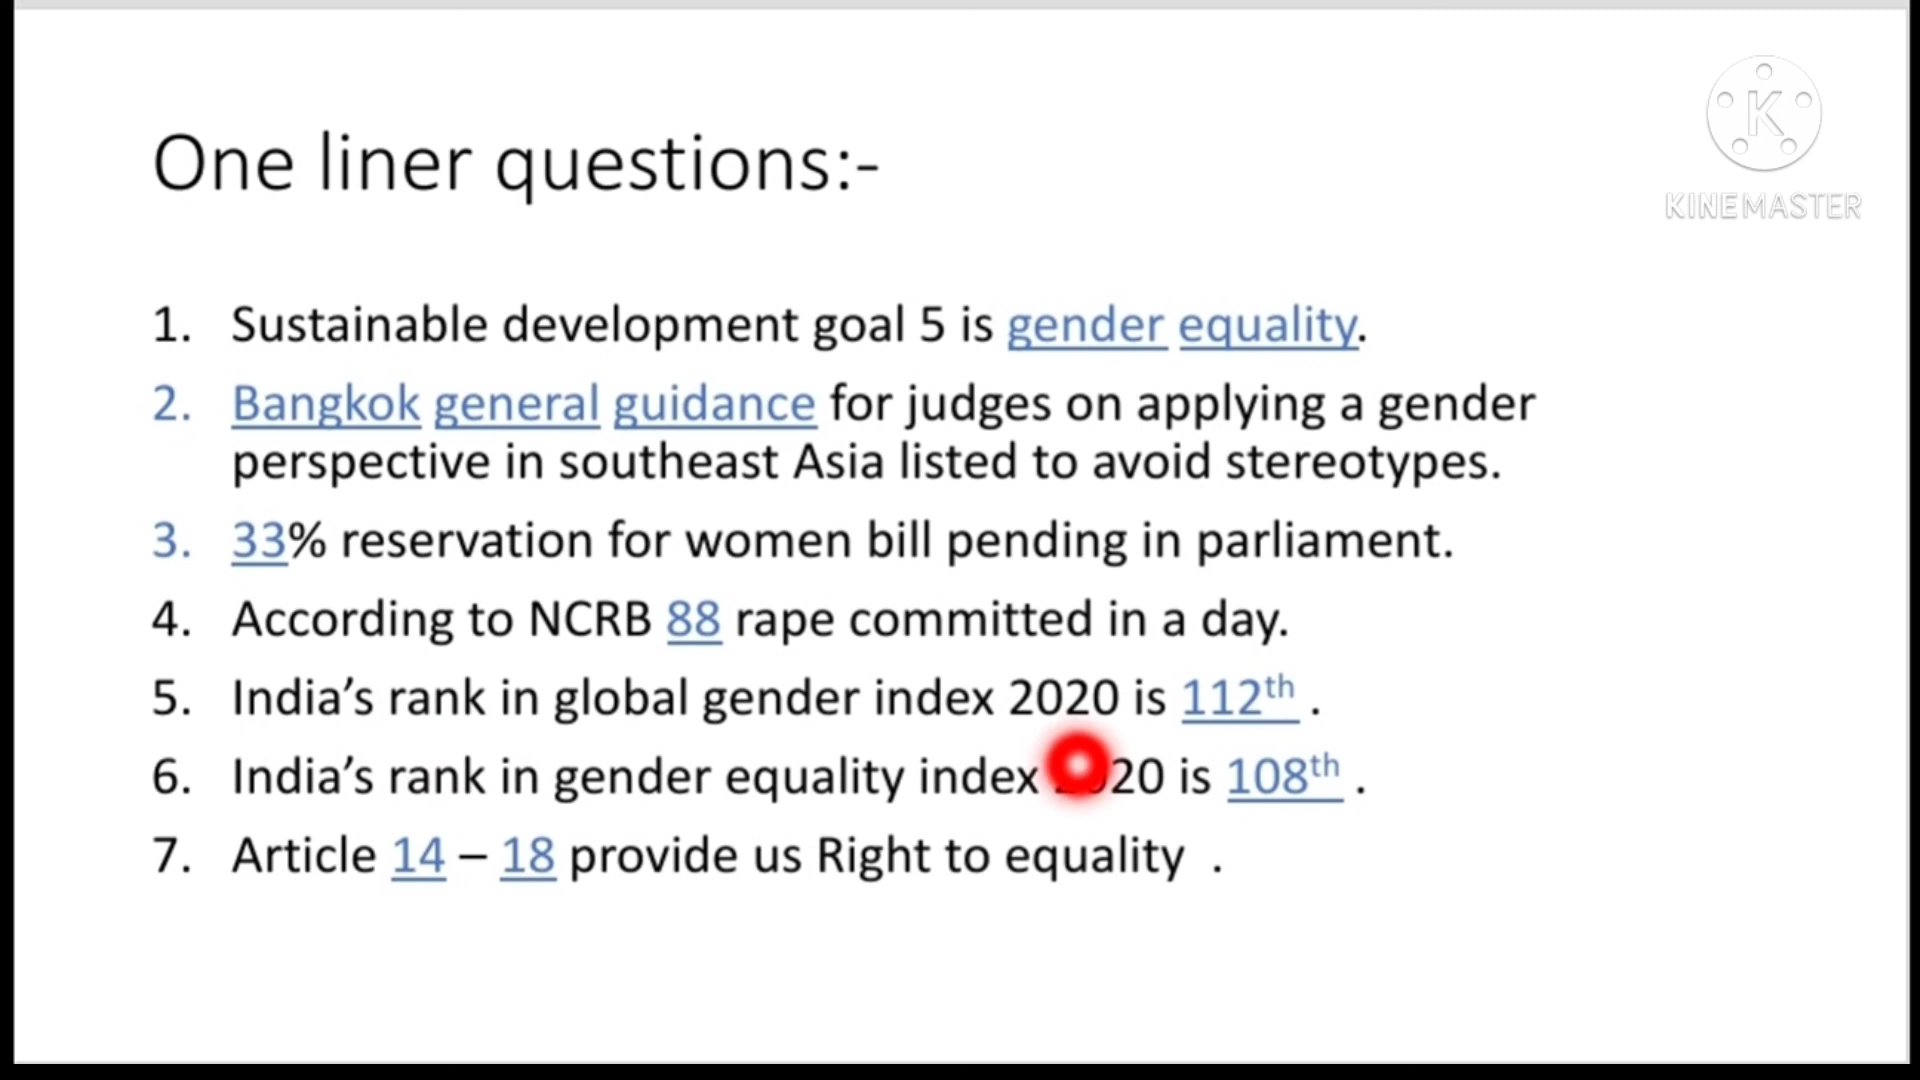 K
KINEMASTER
One liner questions:-
1. Sustainable development goal 5 is gender equality.
2. Bangkok general guidance for judges on applying a gender
perspective in southeast Asia listed to avoid stereotypes.
3. 33% reservation for women bill pending in parliament.
4. According to NCRB 88 rape committed in a day.
5. India’s rank in global gender index 2020 is 112th .
6. India’s rank in gender equality index 2020 is 108th .
7. Article 14 – 18 provide us Right to equality .